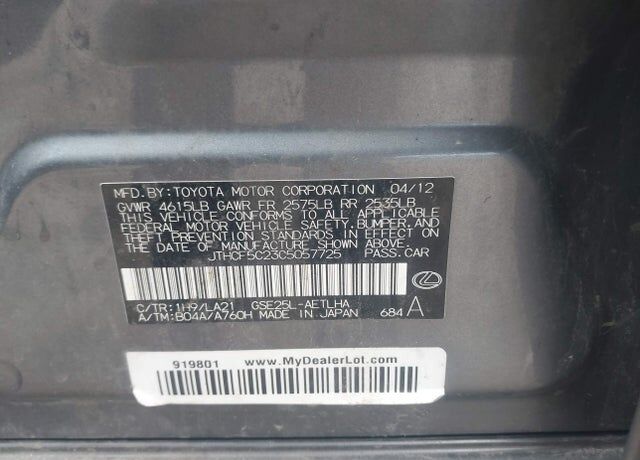 MFD.BY:TOYOTA MOTOR CORPORATION 04/12
GVWR 4615LB GAWR FR 2575LB RR 2535LB
THIS VEHICLE CONFORMS TO ALL APPLICABLE
FEDERAL MOTOR VEHICLE SAFETY, BUMPER, AND
THEFT PREVENTION STANDARDS IN EFFECT ON
THE DATE OF MANUFACTURE SHOWN ABOVE.
JTHCF5C23C5057725 PASS.CAR
C/TR:1H9/LA21 GSE25L-AETLHA
A/TM:B04A/A760H MADE IN JAPAN 684 A
919801 www.MyDealerLot.com